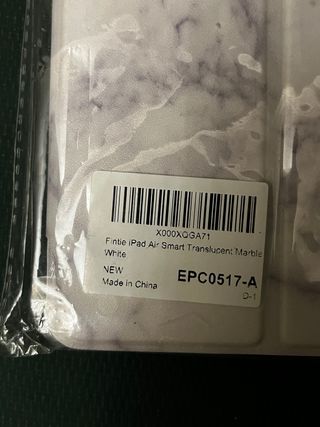 X000XQGA71
Fintie iPad Air Smart Translucent Marble
White
NEW
EPC0517-A
Made in China
D-1